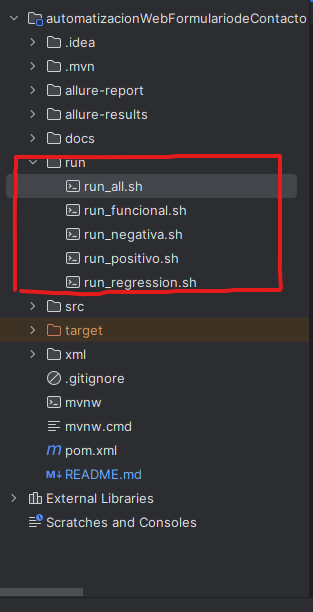 automatizacionWebFormulariodeContacto
.idea
.mvn
allure-report
allure-results
docs
run
run_all.sh
run_funcional.sh
run_negativa.sh
run_positivo.sh
run_regression.sh
src
target
xml
.gitignore
mvnw
mvnw.cmd
m pom.xml
M↓ README.md
External Libraries
Scratches and Consoles